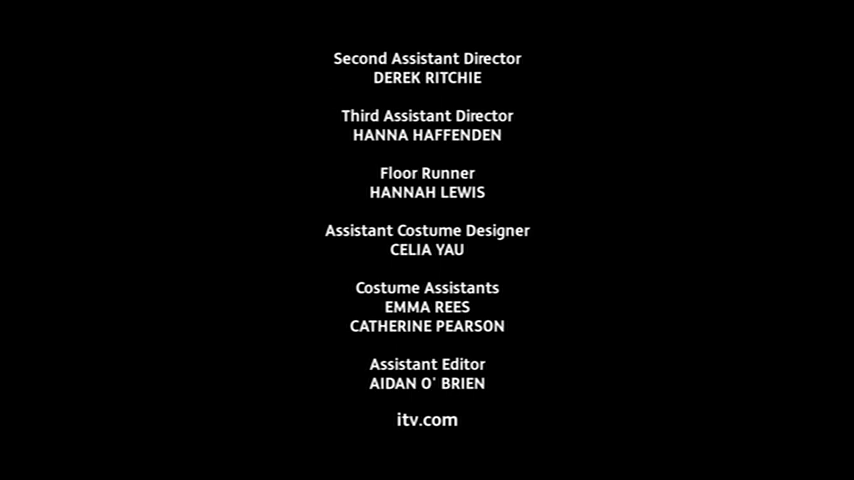 Second Assistant Director
DEREK RITCHIE
Third Assistant Director
HANNA HAFFENDEN
Floor Runner
HANNAH LEWIS
Assistant Costume Designer
CELIA YAU
Costume Assistants
EMMA REES
CATHERINE PEARSON
Assistant Editor
AIDAN O' BRIEN
itv.com